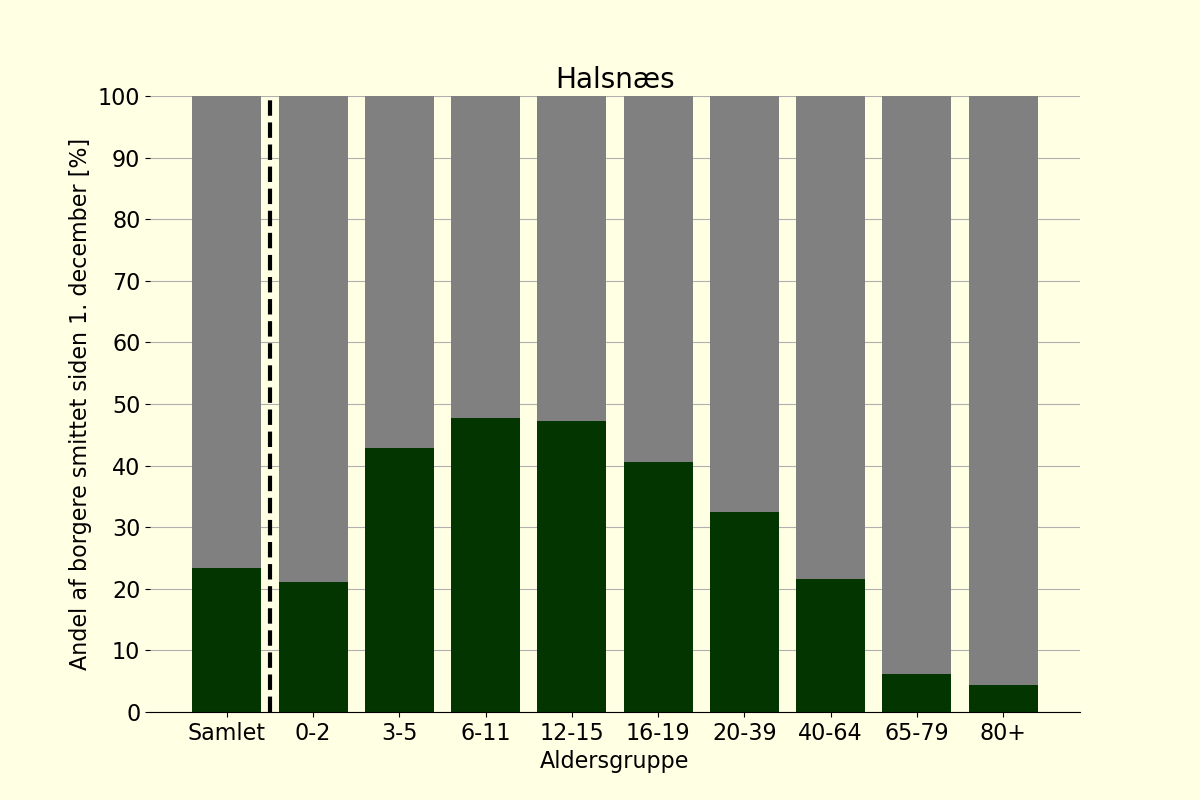 Halsnæs
Andel af borgere smittet siden 1. december [%]
100
90
80
70
60
50
40
30
20
10
0
Samlet 0-2 3-5 6-11 12-15 16-19 20-39 40-64 65-79 80+
Aldersgruppe